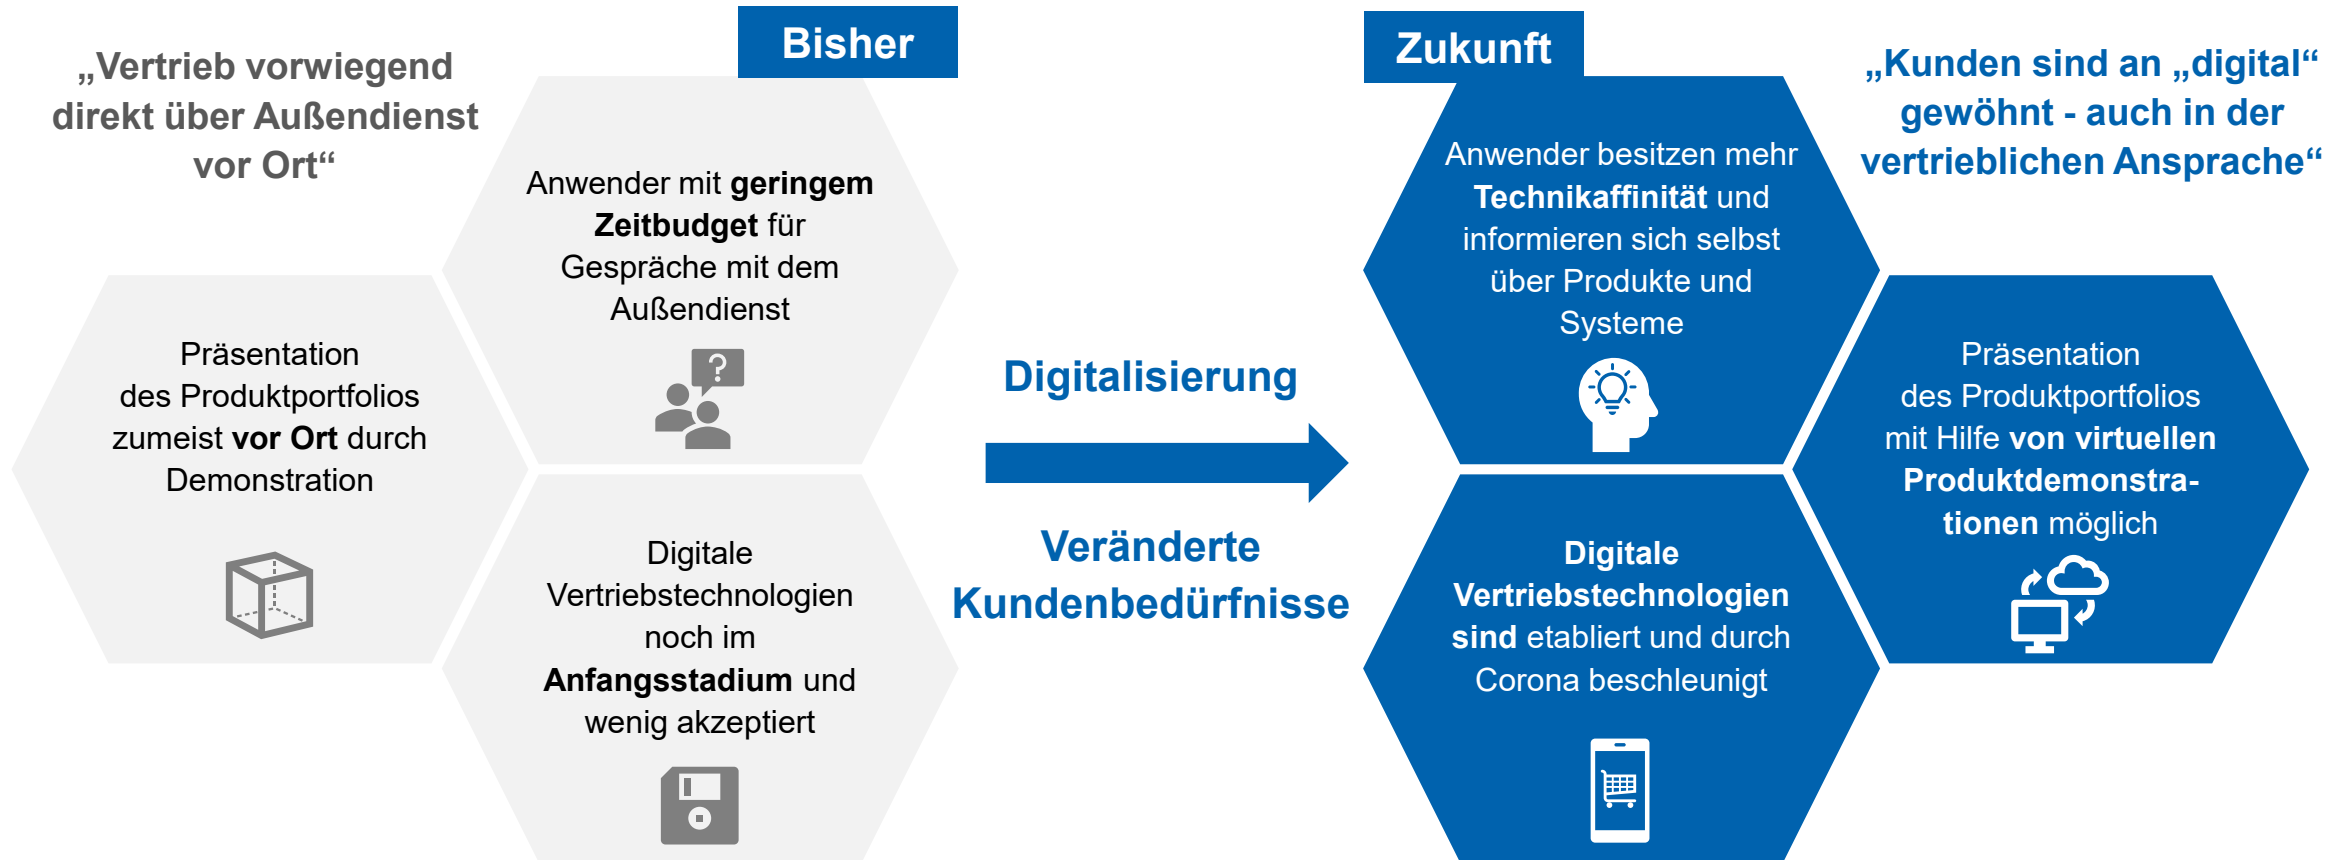 Bisher
„Vertrieb vorwiegend
direkt über Außendienst
vor Ort“
Anwender mit geringem
Zeitbudget für
Gespräche mit dem
Außendienst
?
Präsentation
des Produktportfolios
zumeist vor Ort durch
Demonstration
Digitale
Vertriebstechnologien
noch im
Anfangsstadium und
wenig akzeptiert
Digitalisierung
Veränderte
Kundenbedürfnisse
Zukunft
„Kunden sind an „digital“
gewöhnt - auch in der
vertrieblichen Ansprache“
Anwender besitzen mehr
Technikaffinität und
informieren sich selbst
über Produkte und
Systeme
Präsentation
des Produktportfolios
mit Hilfe von virtuellen
Produktdemonstra-
tionen möglich
Digitale
Vertriebstechnologien
sind etabliert und durch
Corona beschleunigt